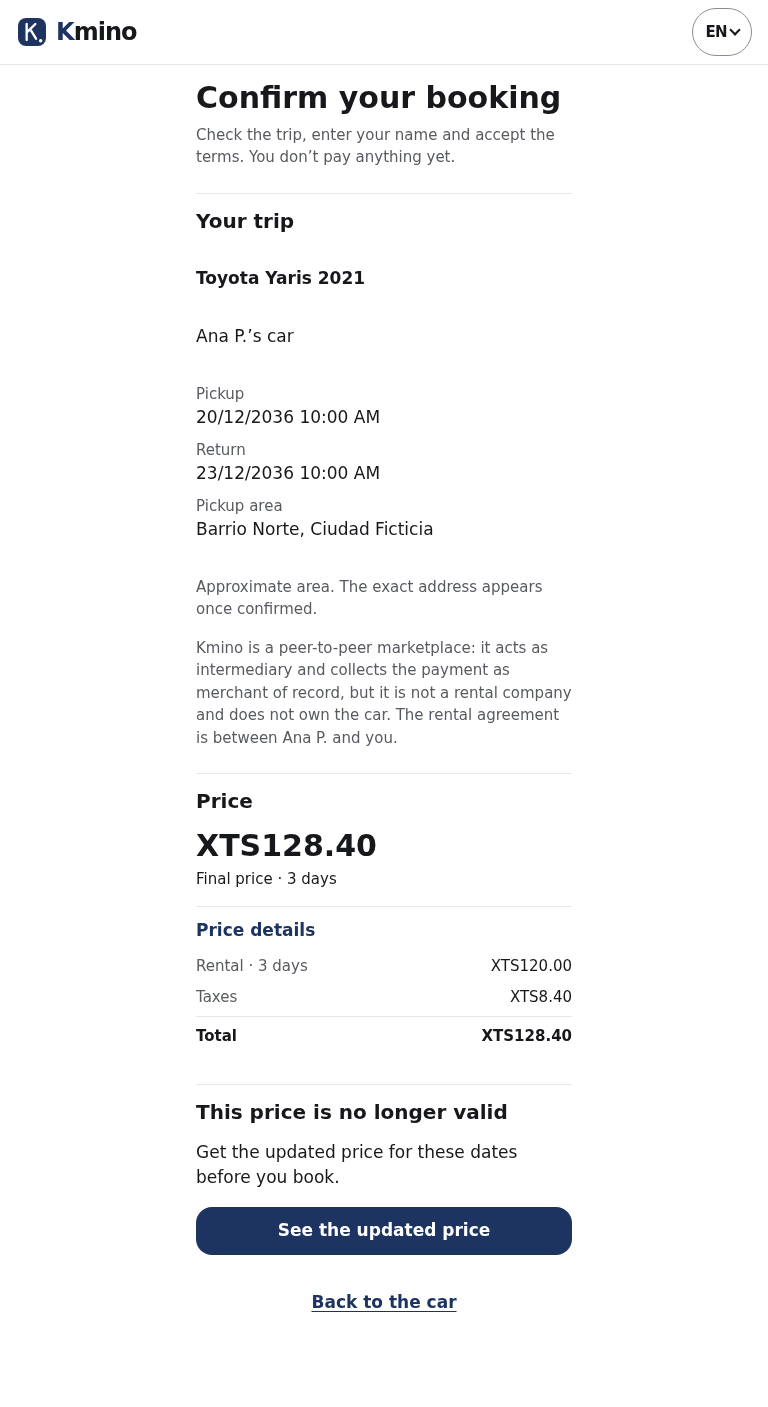 K. Kmino
EN
Confirm your booking
Check the trip, enter your name and accept the
terms. You don’t pay anything yet.
Your trip
Toyota Yaris 2021
Ana P.’s car
Pickup
20/12/2036 10:00 AM
Return
23/12/2036 10:00 AM
Pickup area
Barrio Norte, Ciudad Ficticia
Approximate area. The exact address appears
once confirmed.
Kmino is a peer-to-peer marketplace: it acts as
intermediary and collects the payment as
merchant of record, but it is not a rental company
and does not own the car. The rental agreement
is between Ana P. and you.
Price
XTS128.40
Final price · 3 days
Price details
Rental · 3 days XTS120.00
Taxes XTS8.40
Total XTS128.40
This price is no longer valid
Get the updated price for these dates
before you book.
See the updated price
Back to the car